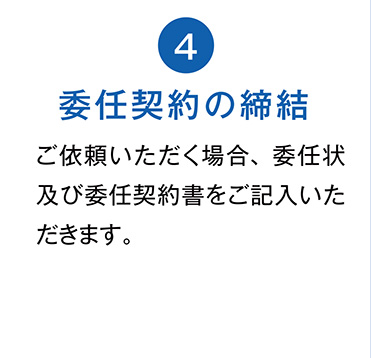 4
委任契約の締結
ご依頼いただく場合、委任状
及び委任契約書をご記入いた
だきます。